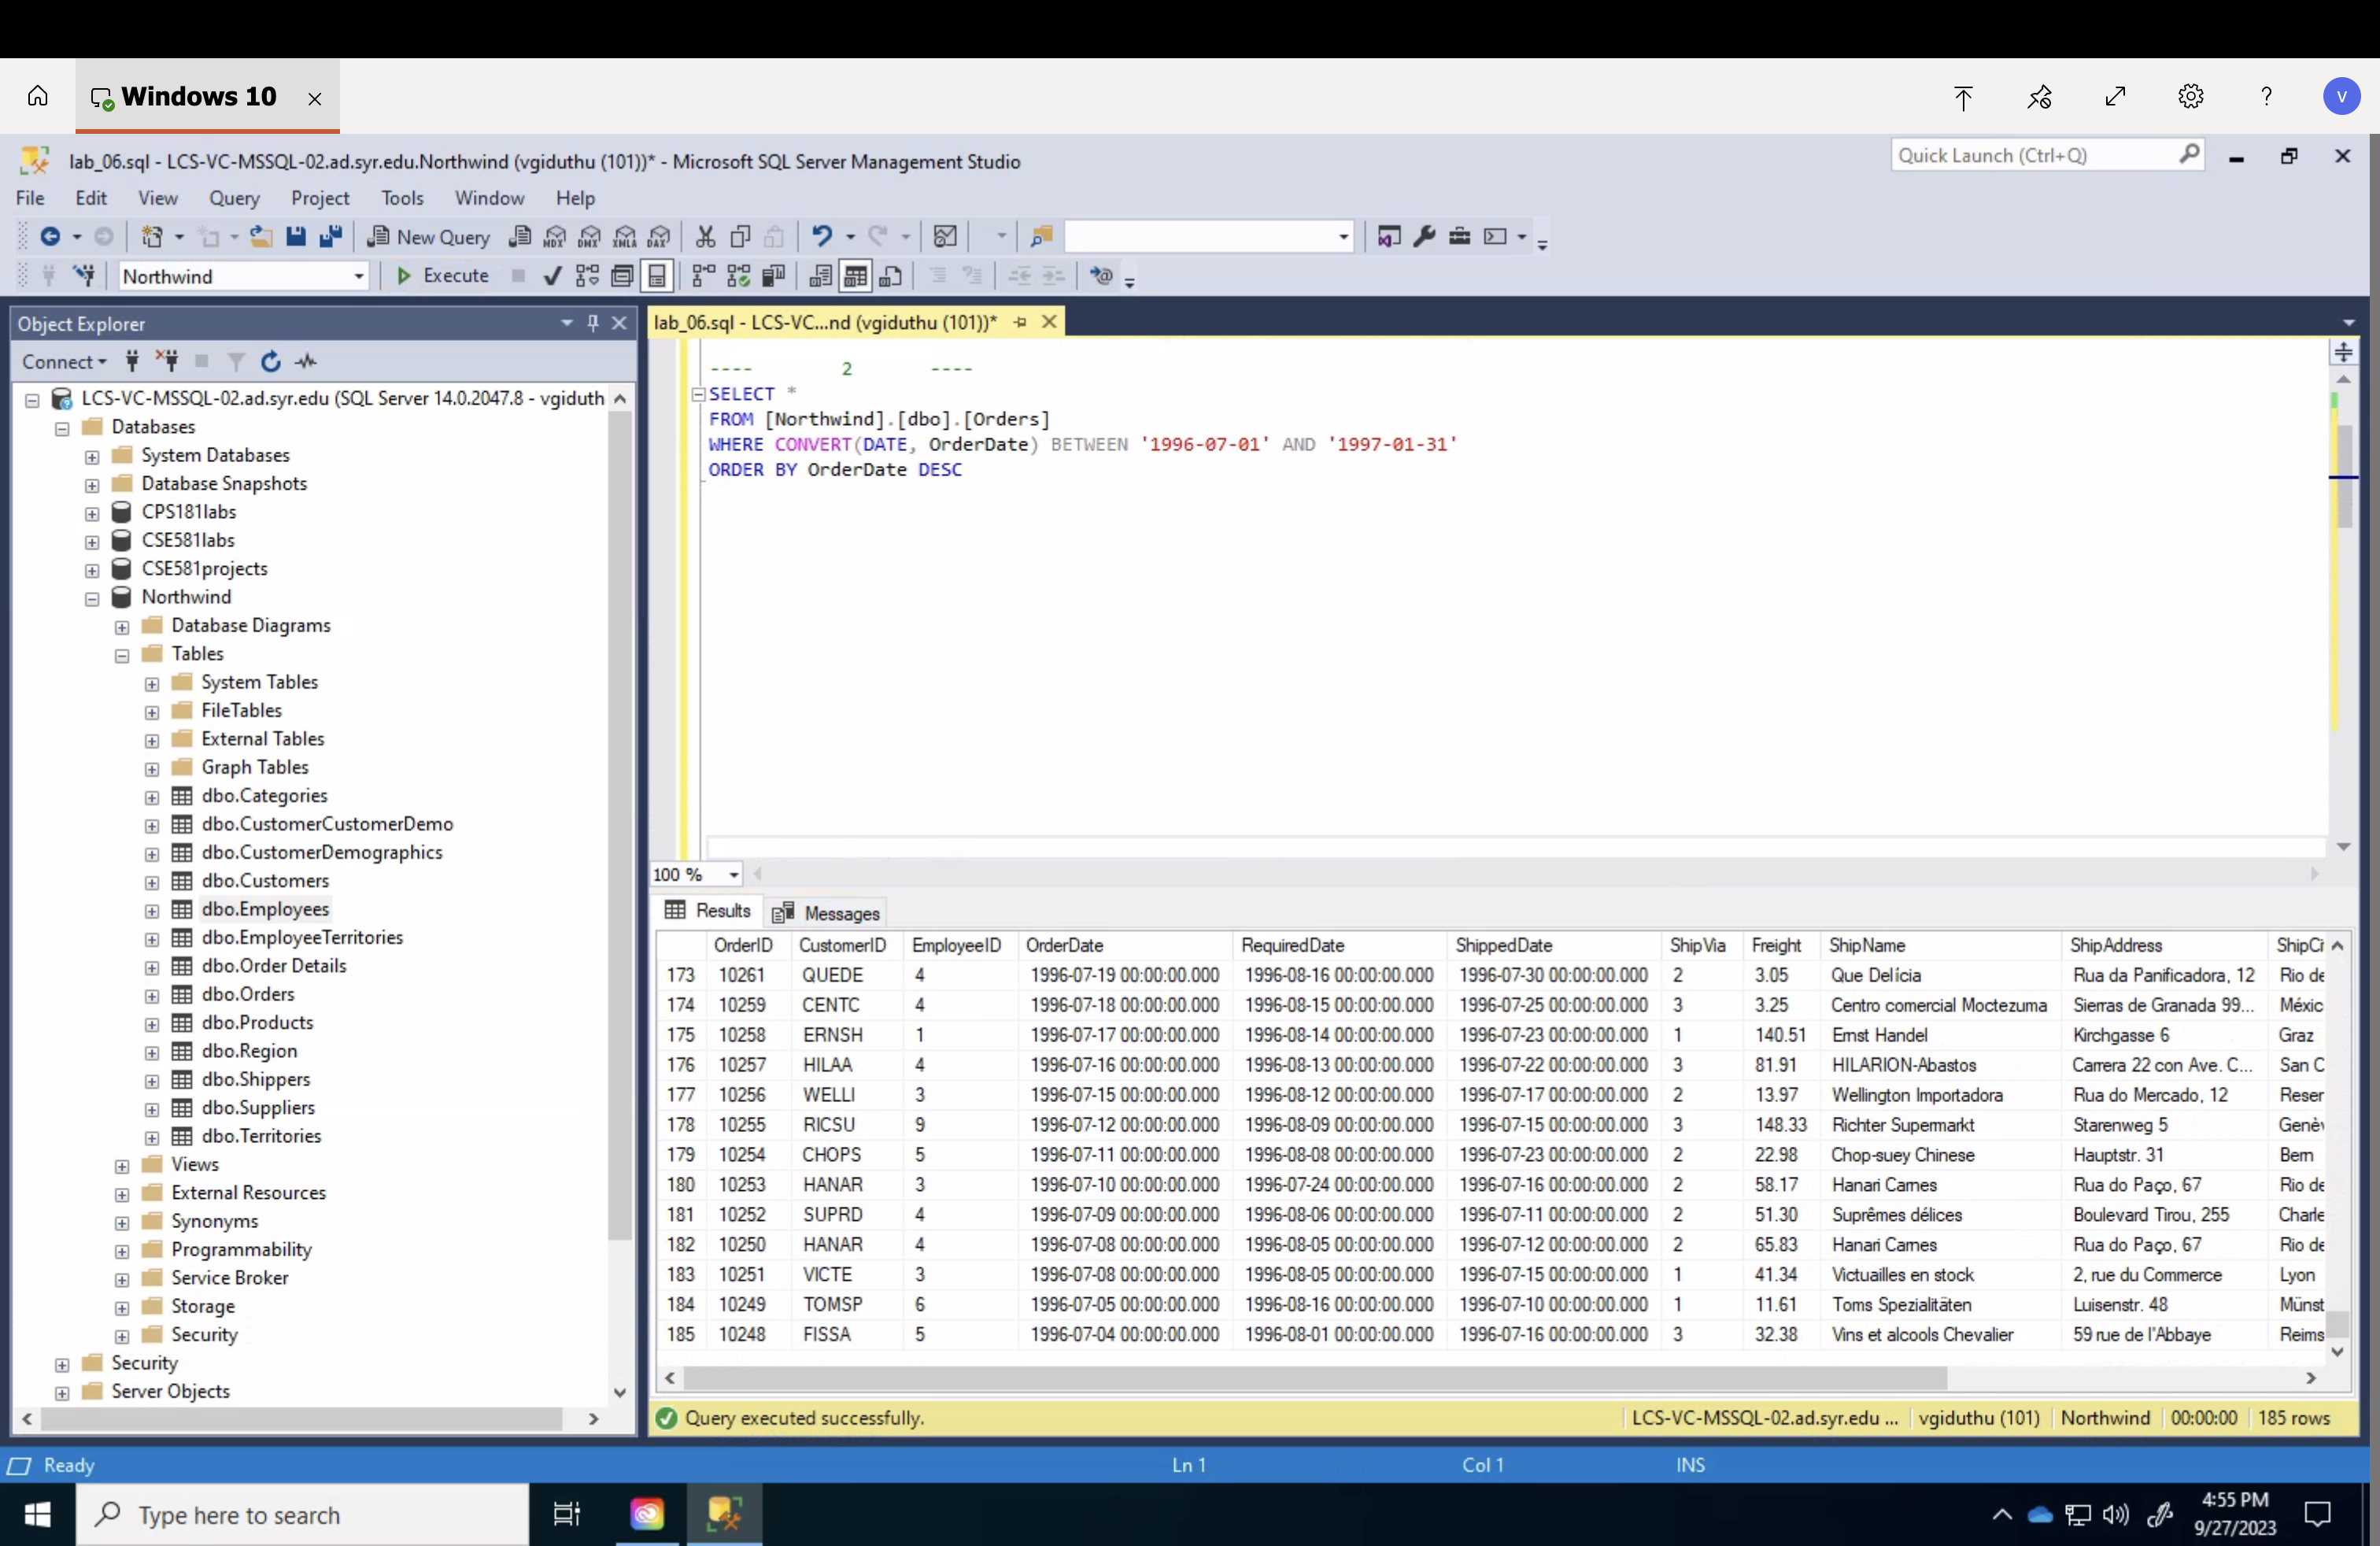 Windows 10
V
lab_06.sql - LCS-VC-MSSQL-02.ad.syr.edu.Northwind (vgiduthu (101))* - Microsoft SQL Server Management Studio
Quick Launch (Ctrl+Q)
File Edit View Query Project Tools Window Help
New Query MDX DMX XMLA DAX
Northwind Execute
Object Explorer
lab_06.sql - LCS-VC...nd (vgiduthu (101))*
Connect
LCS-VC-MSSQL-02.ad.syr.edu (SQL Server 14.0.2047.8 - vgiduth
Databases
System Databases
Database Snapshots
CPS181labs
CSE581labs
CSE581projects
Northwind
Database Diagrams
Tables
System Tables
FileTables
External Tables
Graph Tables
dbo.Categories
dbo.CustomerCustomerDemo
dbo.CustomerDemographics
dbo.Customers
dbo.Employees
dbo.EmployeeTerritories
dbo.Order Details
dbo.Orders
dbo.Products
dbo.Region
dbo.Shippers
dbo.Suppliers
dbo.Territories
Views
External Resources
Synonyms
Programmability
Service Broker
Storage
Security
Security
Server Objects
---- 2 ----
SELECT *
FROM [Northwind].[dbo].[Orders]
WHERE CONVERT(DATE, OrderDate) BETWEEN '1996-07-01' AND '1997-01-31'
ORDER BY OrderDate DESC
100 %
Results Messages
OrderID CustomerID EmployeeID OrderDate RequiredDate ShippedDate ShipVia Freight ShipName ShipAddress ShipCi
173 10261 QUEDE 4 1996-07-19 00:00:00.000 1996-08-16 00:00:00.000 1996-07-30 00:00:00.000 2 3.05 Que Delícia Rua da Panificadora, 12 Rio de
174 10259 CENTC 4 1996-07-18 00:00:00.000 1996-08-15 00:00:00.000 1996-07-25 00:00:00.000 3 3.25 Centro comercial Moctezuma Sierras de Granada 99... Méxic
175 10258 ERNSH 1 1996-07-17 00:00:00.000 1996-08-14 00:00:00.000 1996-07-23 00:00:00.000 1 140.51 Ernst Handel Kirchgasse 6 Graz
176 10257 HILAA 4 1996-07-16 00:00:00.000 1996-08-13 00:00:00.000 1996-07-22 00:00:00.000 3 81.91 HILARION-Abastos Carrera 22 con Ave. C... San C
177 10256 WELLI 3 1996-07-15 00:00:00.000 1996-08-12 00:00:00.000 1996-07-17 00:00:00.000 2 13.97 Wellington Importadora Rua do Mercado, 12 Reser
178 10255 RICSU 9 1996-07-12 00:00:00.000 1996-08-09 00:00:00.000 1996-07-15 00:00:00.000 3 148.33 Richter Supermarkt Starenweg 5 Genèv
179 10254 CHOPS 5 1996-07-11 00:00:00.000 1996-08-08 00:00:00.000 1996-07-23 00:00:00.000 2 22.98 Chop-suey Chinese Hauptstr. 31 Bern
180 10253 HANAR 3 1996-07-10 00:00:00.000 1996-07-24 00:00:00.000 1996-07-16 00:00:00.000 2 58.17 Hanari Carnes Rua do Paço, 67 Rio de
181 10252 SUPRD 4 1996-07-09 00:00:00.000 1996-08-06 00:00:00.000 1996-07-11 00:00:00.000 2 51.30 Suprêmes délices Boulevard Tirou, 255 Charle
182 10250 HANAR 4 1996-07-08 00:00:00.000 1996-08-05 00:00:00.000 1996-07-12 00:00:00.000 2 65.83 Hanari Carnes Rua do Paço, 67 Rio de
183 10251 VICTE 3 1996-07-08 00:00:00.000 1996-08-05 00:00:00.000 1996-07-15 00:00:00.000 1 41.34 Victuailles en stock 2, rue du Commerce Lyon
184 10249 TOMSP 6 1996-07-05 00:00:00.000 1996-08-16 00:00:00.000 1996-07-10 00:00:00.000 1 11.61 Toms Spezialitäten Luisenstr. 48 Münst
185 10248 FISSA 5 1996-07-04 00:00:00.000 1996-08-01 00:00:00.000 1996-07-16 00:00:00.000 3 32.38 Vins et alcools Chevalier 59 rue de l'Abbaye Reims
Query executed successfully. LCS-VC-MSSQL-02.ad.syr.edu ... vgiduthu (101) Northwind 00:00:00 185 rows
Ready Ln 1 Col 1 INS
Type here to search
4:55 PM
9/27/2023